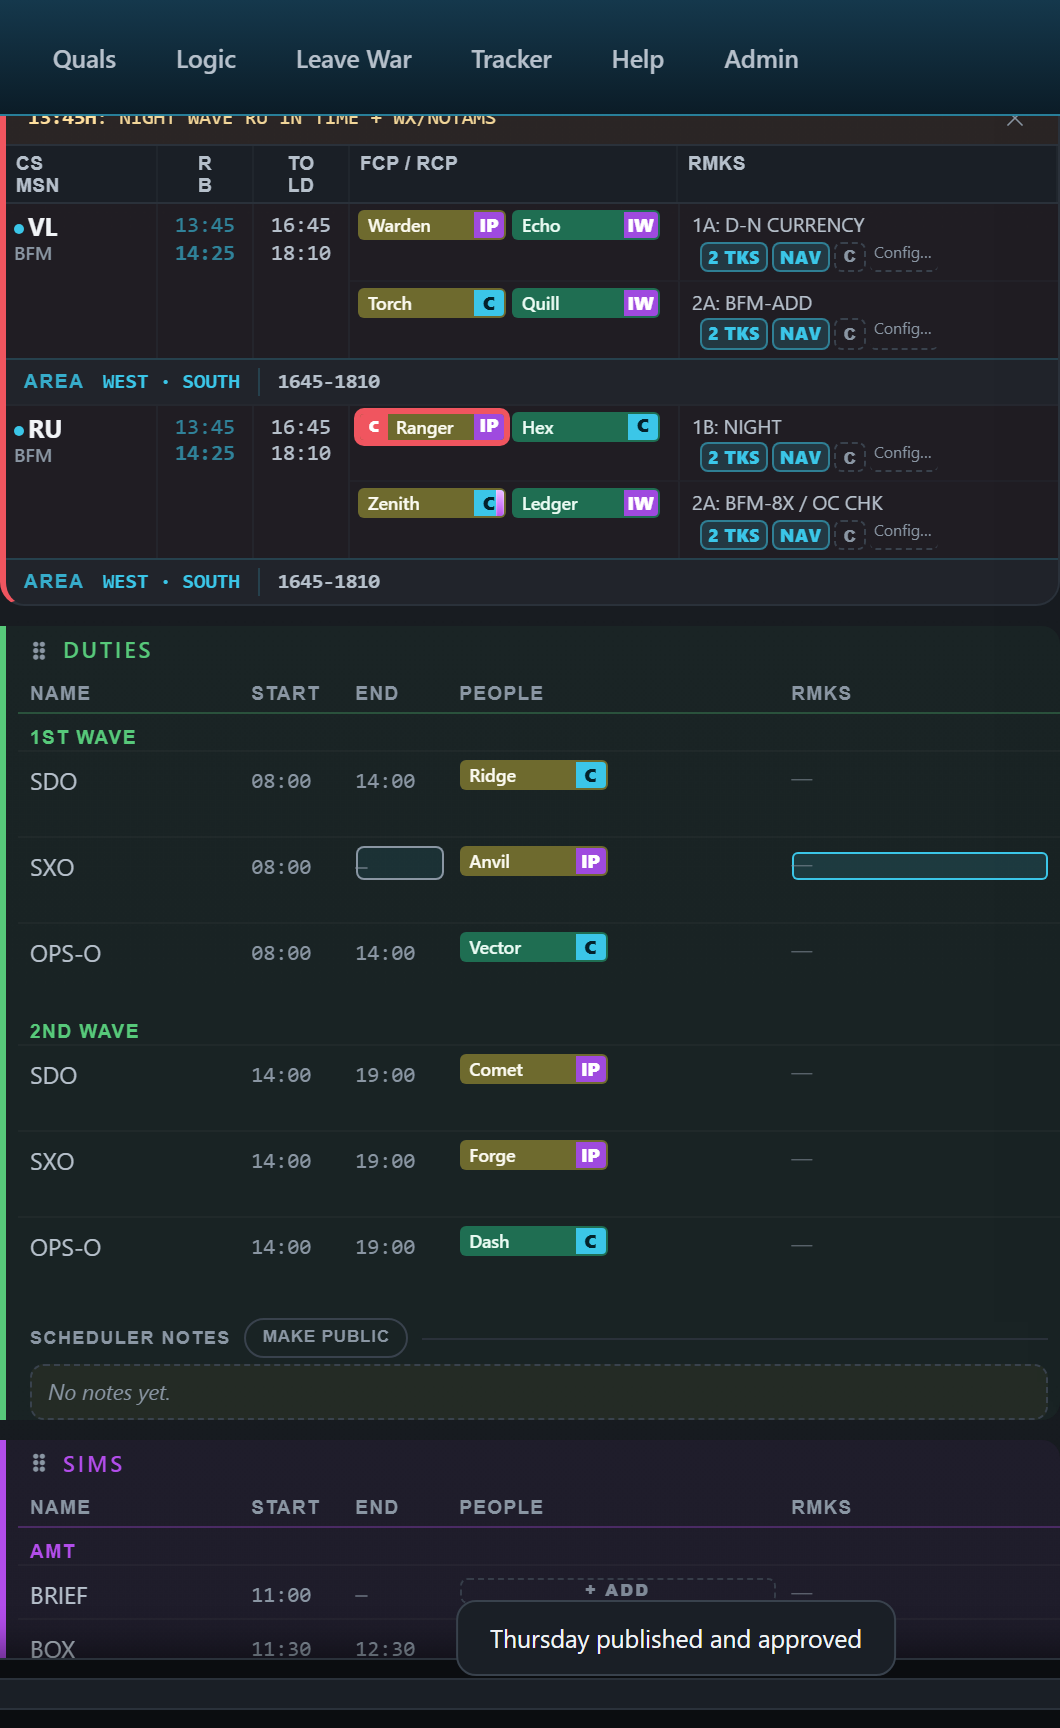 Quals Logic Leave War Tracker Help Admin
13:45H: NIGHT WAVE RU IN TIME + WX/NOTAMS ×
CS R TO FCP / RCP RMKS
MSN B LD
VL 13:45 16:45 Warden IP Echo IW 1A: D-N CURRENCY
BFM 14:25 18:10 2 TKS NAV C Config...
Torch C Quill IW 2A: BFM-ADD
2 TKS NAV C Config...
AREA WEST · SOUTH 1645-1810
RU 13:45 16:45 C Ranger IP Hex C 1B: NIGHT
BFM 14:25 18:10 2 TKS NAV C Config...
Zenith C Ledger IW 2A: BFM-8X / OC CHK
2 TKS NAV C Config...
AREA WEST · SOUTH 1645-1810
DUTIES
NAME START END PEOPLE RMKS
1ST WAVE
SDO 08:00 14:00 Ridge C —
SXO 08:00 – Anvil IP —
OPS-O 08:00 14:00 Vector C —
2ND WAVE
SDO 14:00 19:00 Comet IP —
SXO 14:00 19:00 Forge IP —
OPS-O 14:00 19:00 Dash C —
SCHEDULER NOTES MAKE PUBLIC
No notes yet.
SIMS
NAME START END PEOPLE RMKS
AMT
BRIEF 11:00 – + ADD —
BOX 11:30 12:30
Thursday published and approved